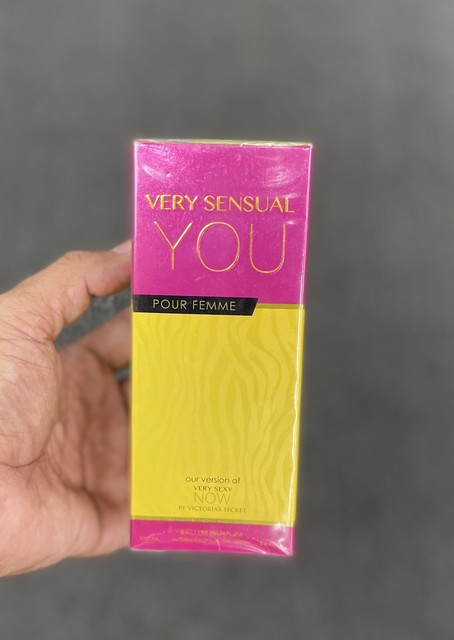 VERY SENSUAL
YOU
POUR FEMME
our version of
VERY SEXY
NOW
BY VICTORIA'S SECRET
EAU DE PARFUM